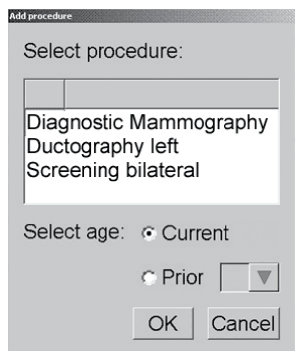 Add procedure
Select procedure:
Diagnostic Mammography
Ductography left
Screening bilateral
Select age: Current
Prior
OK Cancel